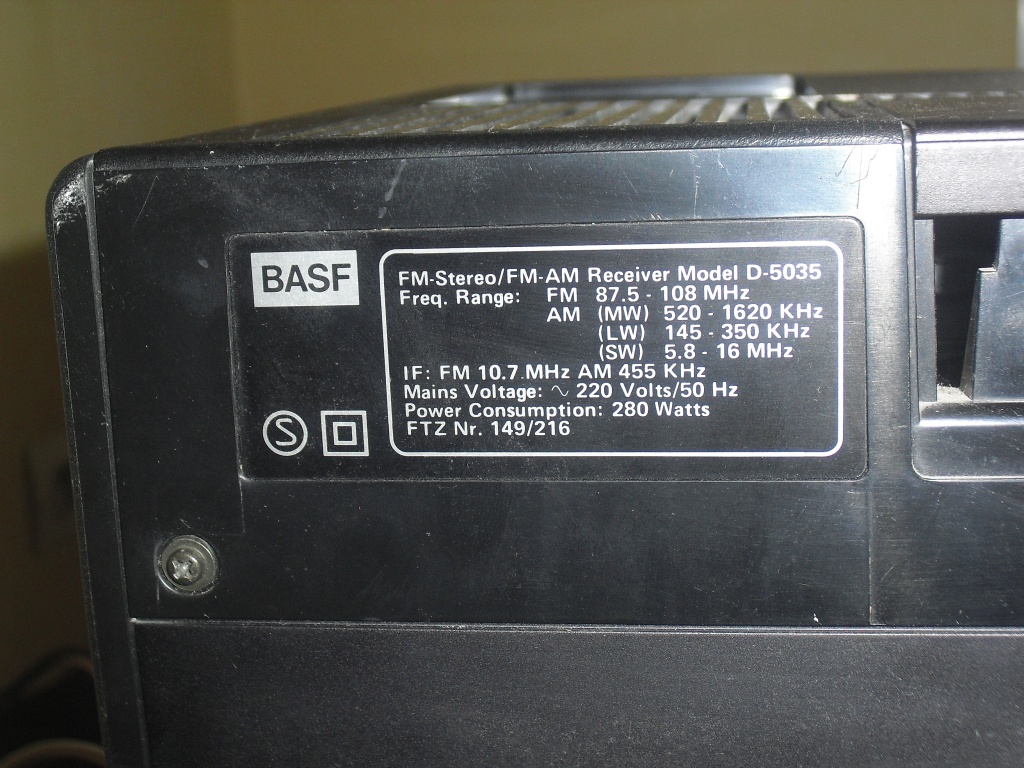 BASF
FM-Stereo/FM-AM Receiver Model D-5035
Freq. Range: FM 87.5 - 108 MHz
AM (MW) 520 - 1620 KHz
(LW) 145 - 350 KHz
(SW) 5.8 - 16 MHz
IF: FM 10.7 MHz AM 455 KHz
Mains Voltage: ∿ 220 Volts/50 Hz
Power Consumption: 280 Watts
FTZ Nr. 149/216
S